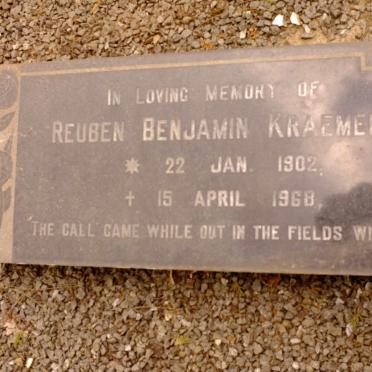 IN LOVING MEMORY OF
REUBEN BENJAMIN KRAEMER
* 22 JAN. 1902,
† 15 APRIL 1968,
THE CALL CAME WHILE OUT IN THE FIELDS